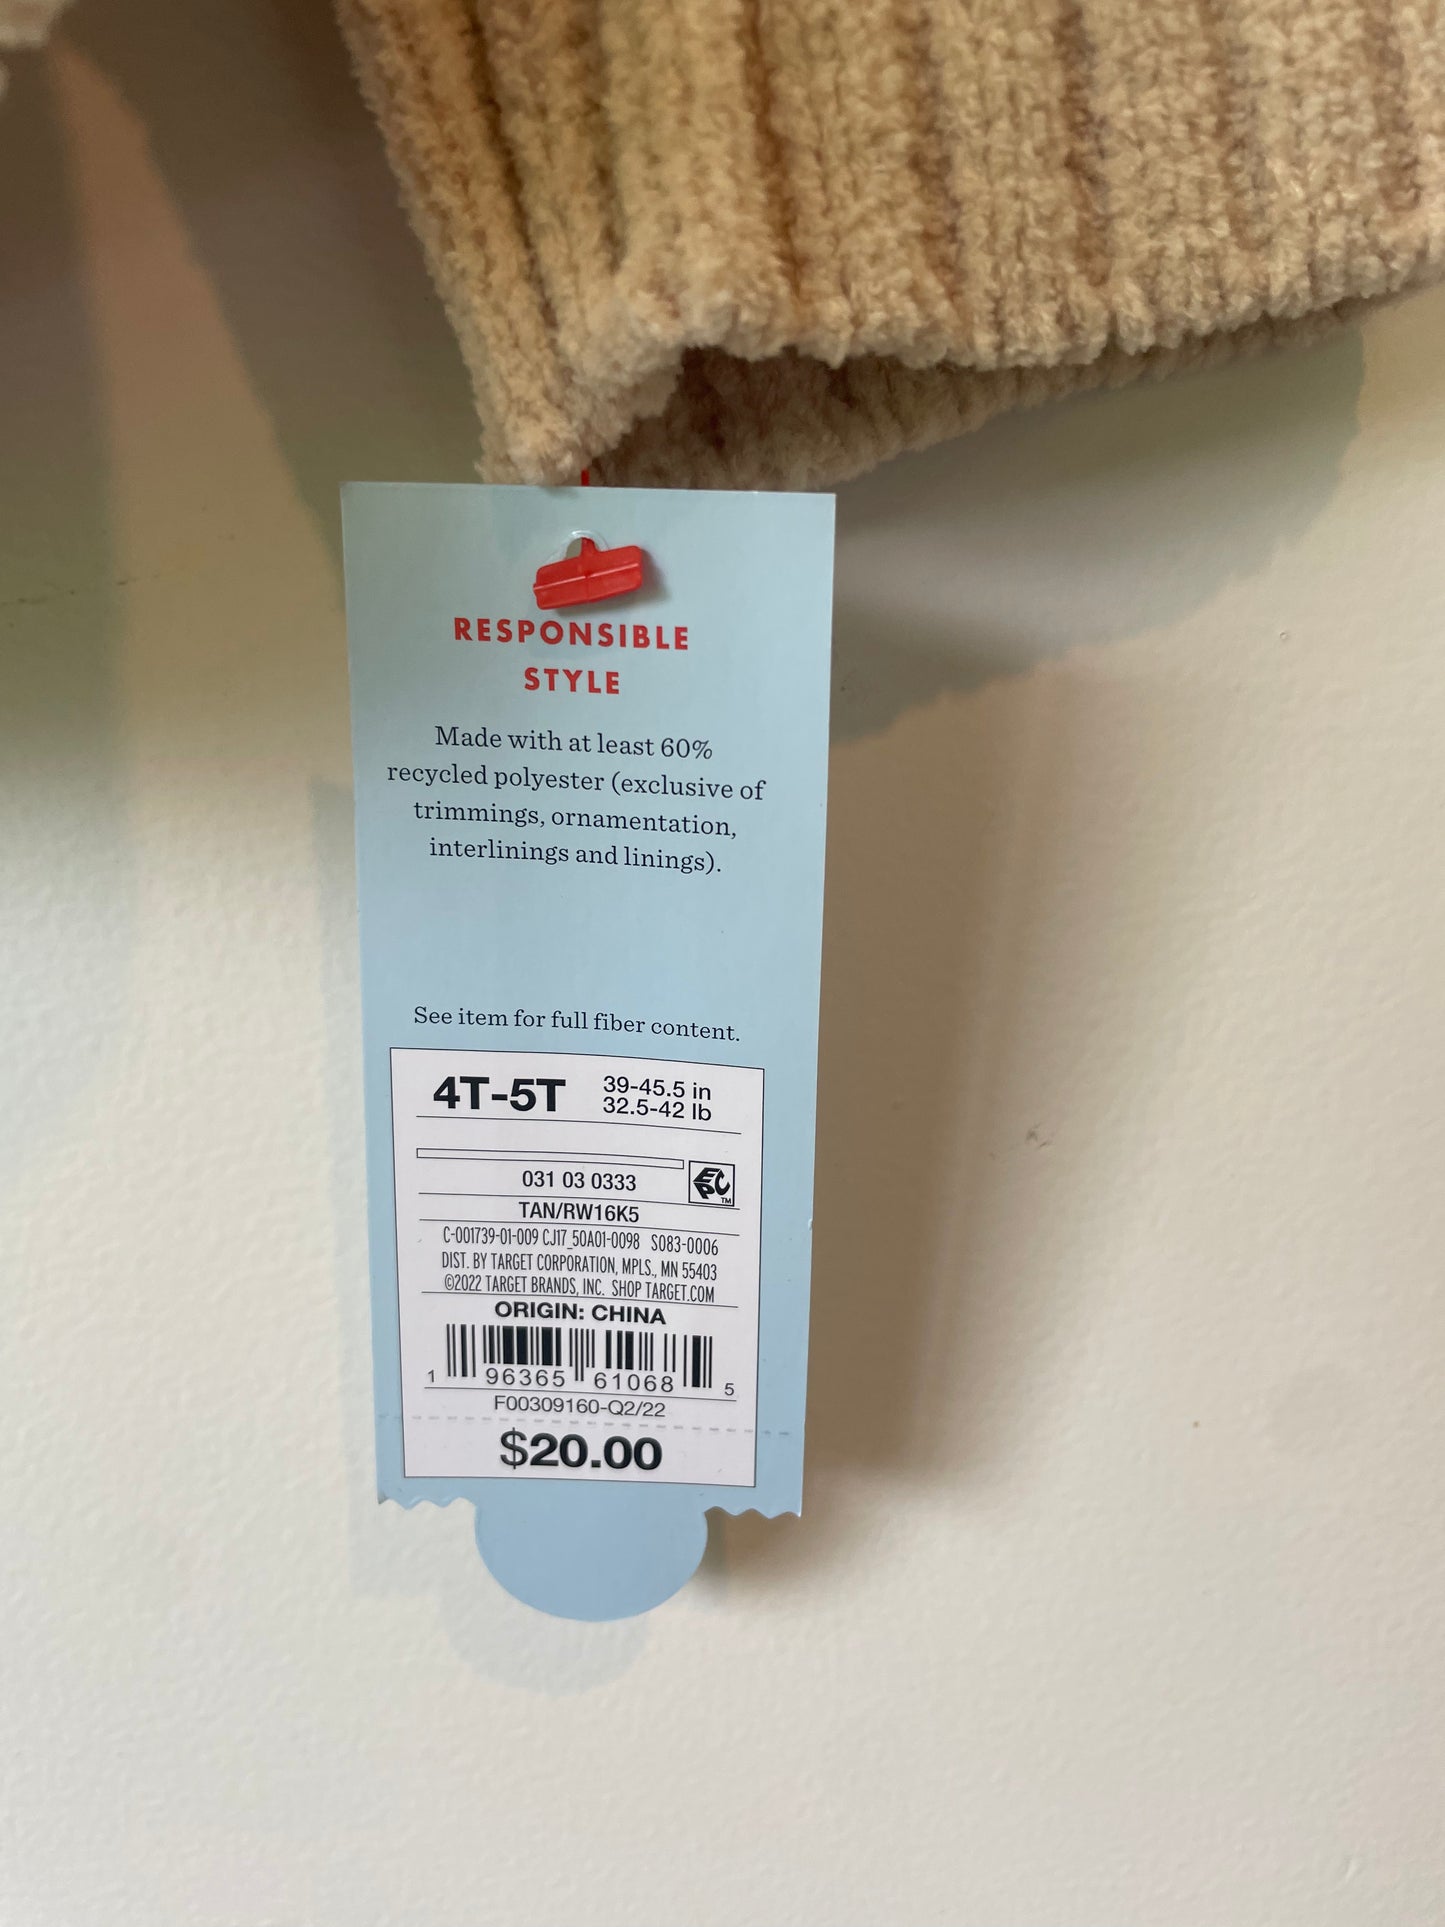 RESPONSIBLE
STYLE
Made with at least 60%
recycled polyester (exclusive of
trimmings, ornamentation,
interlinings and linings).
See item for full fiber content.
4T-5T
39-45.5 in
32.5-42 lb
031 03 0333
EPC TM
TAN/RW16K5
C-001739-01-009 CJ17_50A01-0098 S083-0006
DIST. BY TARGET CORPORATION, MPLS., MN 55403
©2022 TARGET BRANDS, INC. SHOP TARGET.COM
ORIGIN: CHINA
1 96365 61068 5
F00309160-Q2/22
$20.00